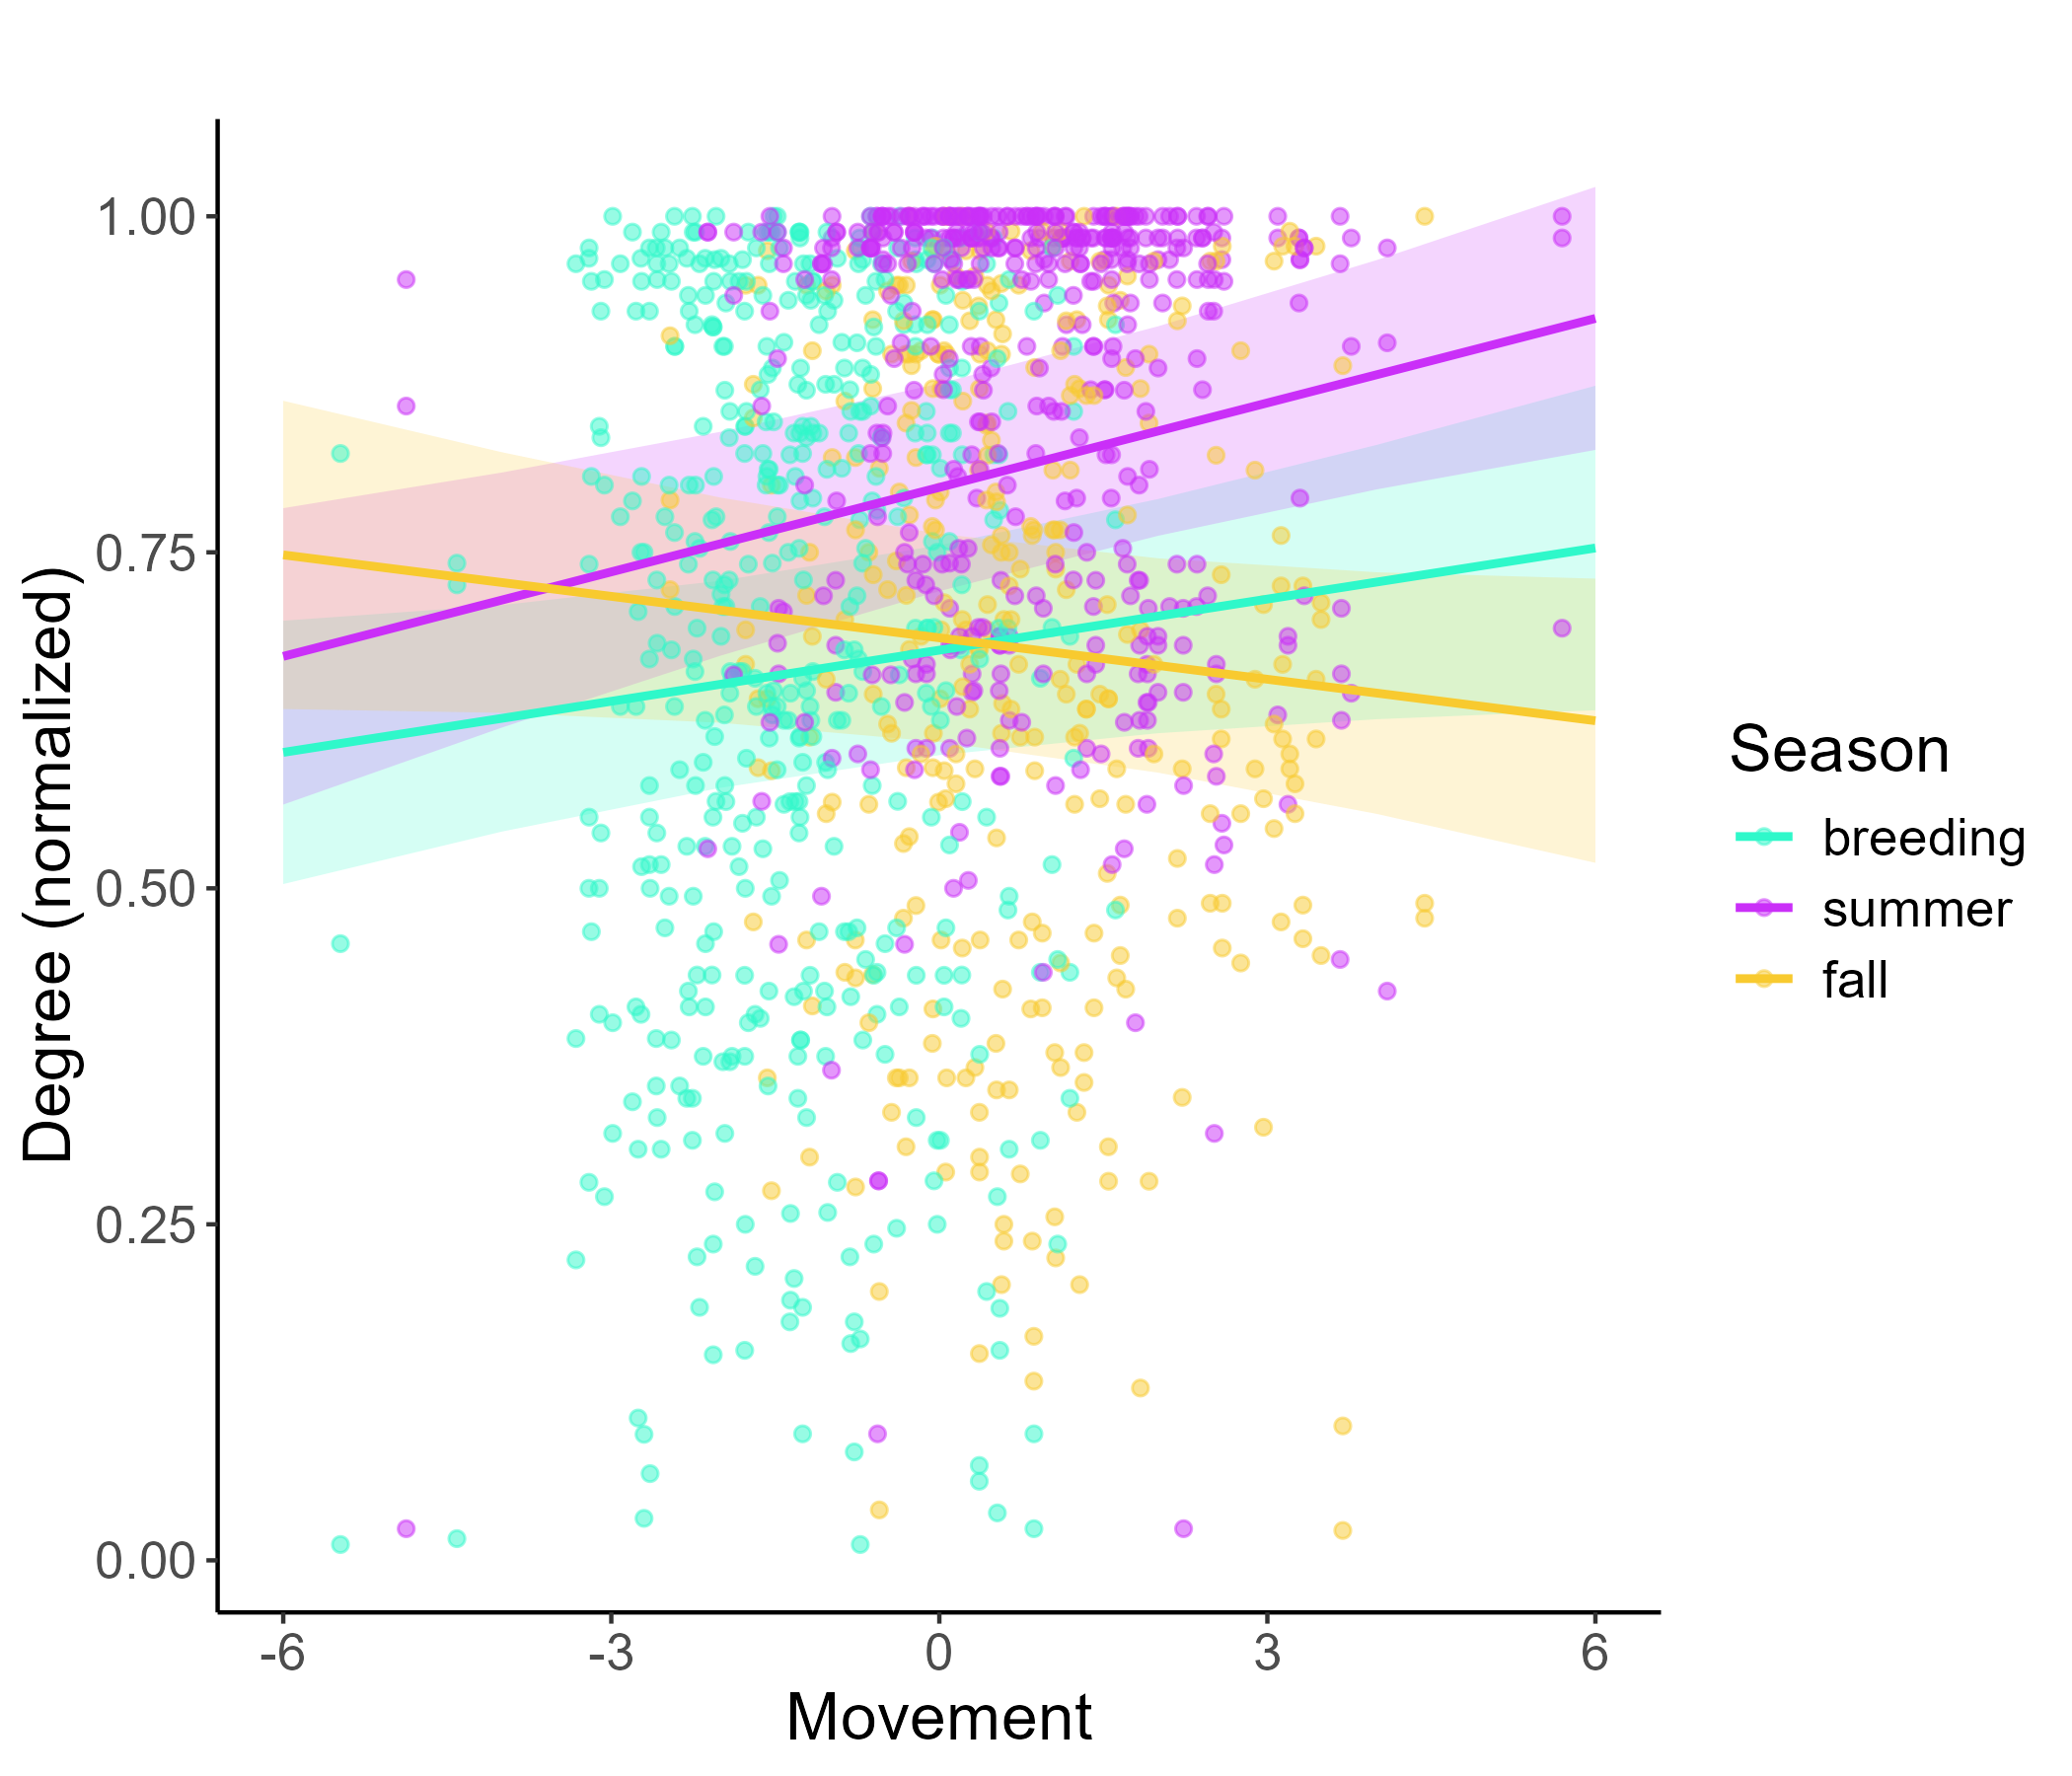 Degree (normalized)
1.00
0.75
0.50
0.25
0.00
-6
-3
0
3
6
Movement
Season
breeding
summer
fall